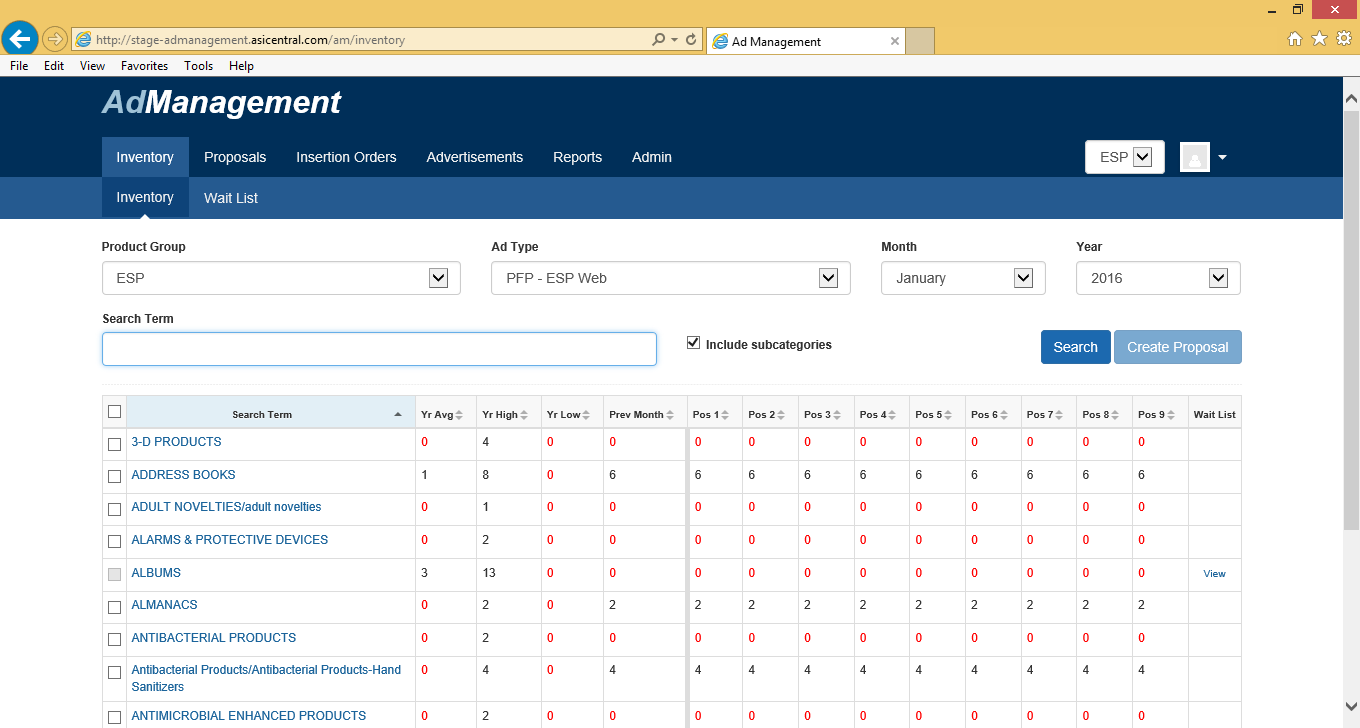 http://stage-admanagement.asicentral.com/am/inventory
Ad Management
File Edit View Favorites Tools Help
AdManagement
Inventory Proposals Insertion Orders Advertisements Reports Admin ESP
Inventory Wait List
Product Group Ad Type Month Year
ESP PFP - ESP Web January 2016
Search Term
Include subcategories Search Create Proposal
Search Term Yr Avg Yr High Yr Low Prev Month Pos 1 Pos 2 Pos 3 Pos 4 Pos 5 Pos 6 Pos 7 Pos 8 Pos 9 Wait List
3-D PRODUCTS 0 4 0 0 0 0 0 0 0 0 0 0 0
ADDRESS BOOKS 1 8 0 6 6 6 6 6 6 6 6 6 6
ADULT NOVELTIES/adult novelties 0 1 0 0 0 0 0 0 0 0 0 0 0
ALARMS & PROTECTIVE DEVICES 0 2 0 0 0 0 0 0 0 0 0 0 0
ALBUMS 3 13 0 0 0 0 0 0 0 0 0 0 0 View
ALMANACS 0 2 0 2 2 2 2 2 2 2 2 2 2
ANTIBACTERIAL PRODUCTS 0 2 0 0 0 0 0 0 0 0 0 0 0
Antibacterial Products/Antibacterial Products-Hand 0 4 0 4 4 4 4 4 4 4 4 4 4
Sanitizers
ANTIMICROBIAL ENHANCED PRODUCTS 0 2 0 0 0 0 0 0 0 0 0 0 0